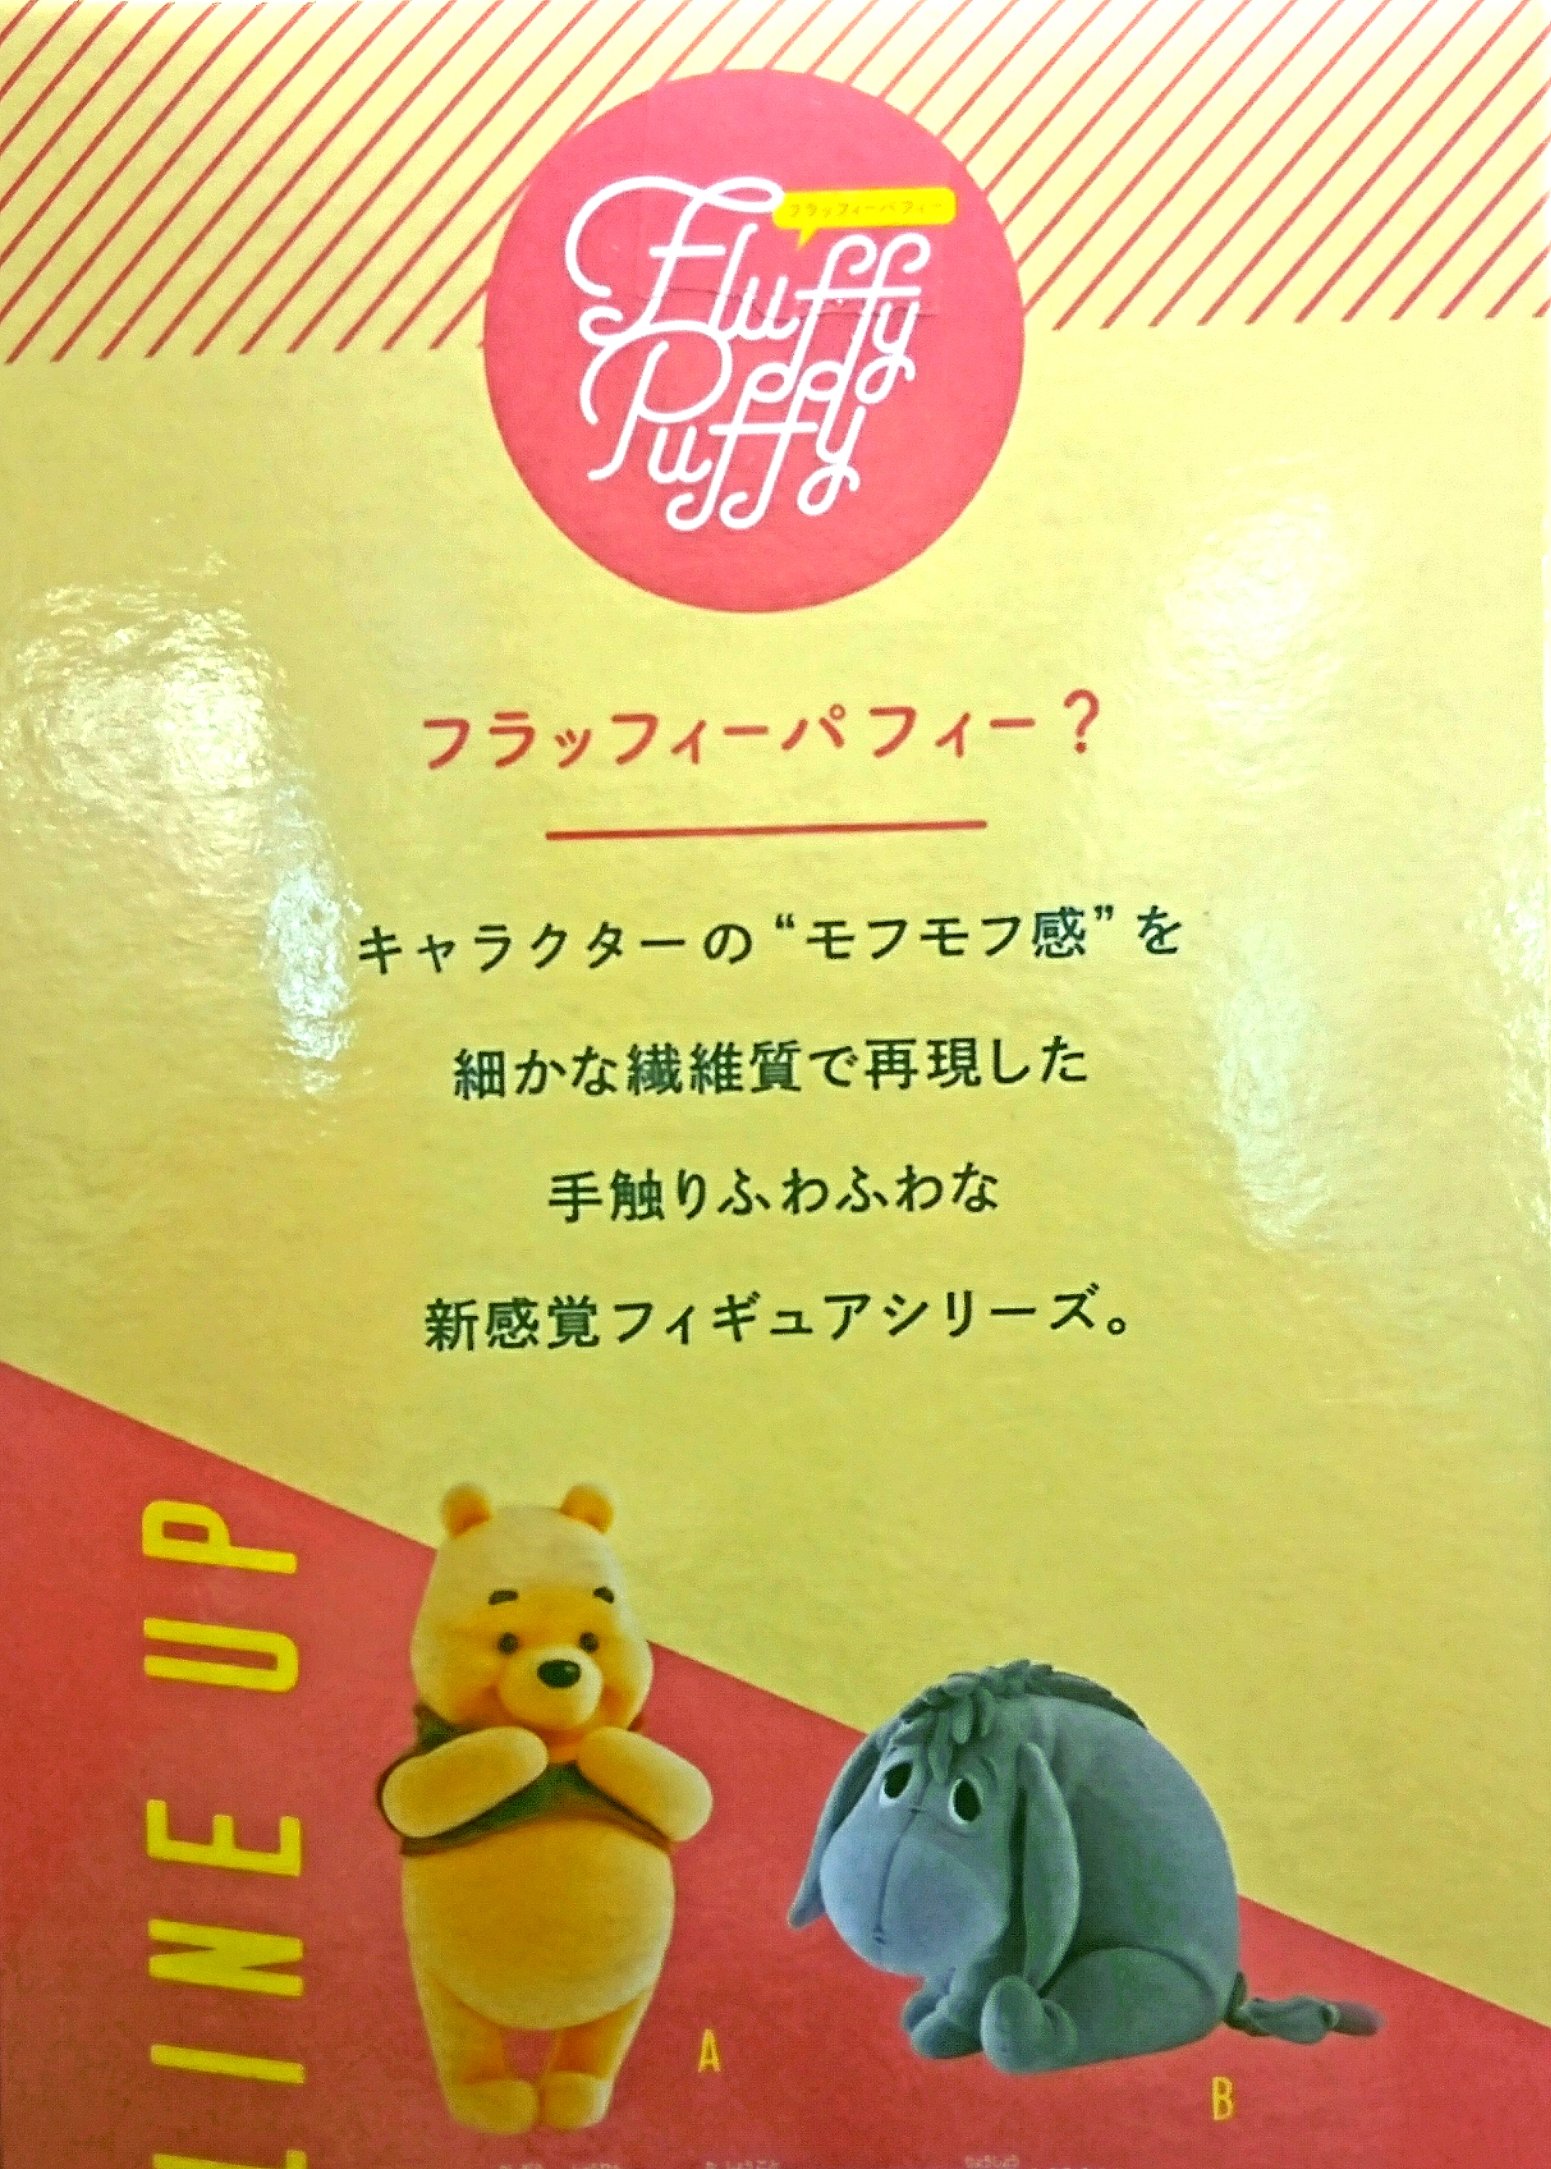 Fluffy
フラッフィーパフィー
Puffy
フラッフィーパフィー？
キャラクターの“モフモフ感”を
細かな繊維質で再現した
手触りふわふわな
新感覚フィギュアシリーズ。
LINE UP
A
B